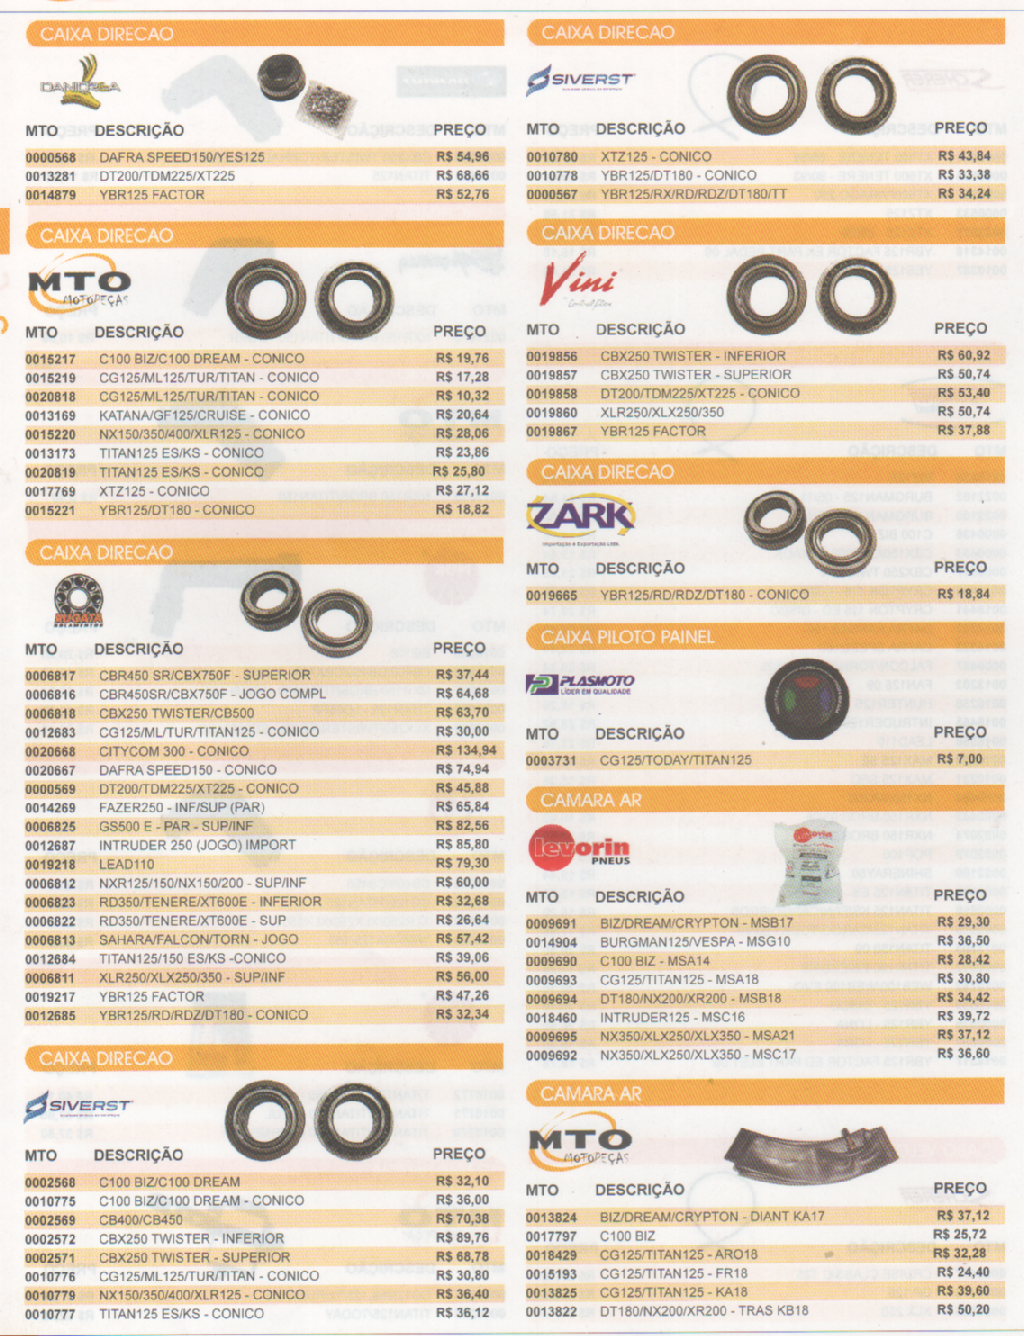 CAIXA DIRECAO
MTO DESCRIÇÃO PREÇO
0000568 DAFRA SPEED150/YES125 R$ 54,96
0013281 DT200/TDM225/XT225 R$ 68,66
0014879 YBR125 FACTOR R$ 52,76
CAIXA DIRECAO
MTO
MOTOPEÇAS
MTO DESCRIÇÃO PREÇO
0015217 C100 BIZ/C100 DREAM - CONICO R$ 19,76
0015219 CG125/ML125/TUR/TITAN - CONICO R$ 17,28
0020818 CG125/ML125/TUR/TITAN - CONICO R$ 10,32
0013169 KATANA/GF125/CRUISE - CONICO R$ 20,64
0015220 NX150/350/400/XLR125 - CONICO R$ 28,06
0013173 TITAN125 ES/KS - CONICO R$ 23,86
0020819 TITAN125 ES/KS - CONICO R$ 25,80
0017769 XTZ125 - CONICO R$ 27,12
0015221 YBR125/DT180 - CONICO R$ 18,82
CAIXA DIRECAO
ROLAMENTOS
MTO DESCRIÇÃO PREÇO
0006817 CBR450 SR/CBX750F - SUPERIOR R$ 37,44
0006816 CBR450SR/CBX750F - JOGO COMPL R$ 64,68
0006818 CBX250 TWISTER/CB500 R$ 63,70
0012683 CG125/ML/TUR/TITAN125 - CONICO R$ 30,00
0020668 CITYCOM 300 - CONICO R$ 134,94
0020667 DAFRA SPEED150 - CONICO R$ 74,94
0000569 DT200/TDM225/XT225 - CONICO R$ 45,88
0014269 FAZER250 - INF/SUP (PAR) R$ 65,84
0006825 GS500 E - PAR - SUP/INF R$ 82,56
0012687 INTRUDER 250 (JOGO) IMPORT R$ 85,80
0019218 LEAD110 R$ 79,30
0006812 NXR125/150/NX150/200 - SUP/INF R$ 60,00
0006823 RD350/TENERE/XT600E - INFERIOR R$ 32,68
0006822 RD350/TENERE/XT600E - SUP R$ 26,64
0006813 SAHARA/FALCON/TORN - JOGO R$ 57,42
0012684 TITAN125/150 ES/KS -CONICO R$ 39,06
0006811 XLR250/XLX250/350 - SUP/INF R$ 56,00
0019217 YBR125 FACTOR R$ 47,26
0012685 YBR125/RD/RDZ/DT180 - CONICO R$ 32,34
CAIXA DIRECAO
SIVERST
MTO DESCRIÇÃO PREÇO
0002568 C100 BIZ/C100 DREAM R$ 32,10
0010775 C100 BIZ/C100 DREAM - CONICO R$ 36,00
0002569 CB400/CB450 R$ 70,38
0002572 CBX250 TWISTER - INFERIOR R$ 89,76
0002571 CBX250 TWISTER - SUPERIOR R$ 68,78
0010776 CG125/ML125/TUR/TITAN - CONICO R$ 30,80
0010779 NX150/350/400/XLR125 - CONICO R$ 36,40
0010777 TITAN125 ES/KS - CONICO R$ 36,12
CAIXA DIRECAO
SIVERST
MTO DESCRIÇÃO PREÇO
0010780 XTZ125 - CONICO R$ 43,84
0010778 YBR125/DT180 - CONICO R$ 33,38
0000567 YBR125/RX/RD/RDZ/DT180/TT R$ 34,24
CAIXA DIRECAO
Vini
MTO DESCRIÇÃO PREÇO
0019856 CBX250 TWISTER - INFERIOR R$ 60,92
0019857 CBX250 TWISTER - SUPERIOR R$ 50,74
0019858 DT200/TDM225/XT225 - CONICO R$ 53,40
0019860 XLR250/XLX250/350 R$ 50,74
0019867 YBR125 FACTOR R$ 37,88
CAIXA DIRECAO
ZARK
Importação e Exportação Ltda.
MTO DESCRIÇÃO PREÇO
0019665 YBR125/RD/RDZ/DT180 - CONICO R$ 18,84
CAIXA PILOTO PAINEL
PLASMOTO
LÍDER EM QUALIDADE
MTO DESCRIÇÃO PREÇO
0003731 CG125/TODAY/TITAN125 R$ 7,00
CAMARA AR
levorin
PNEUS
MTO DESCRIÇÃO PREÇO
0009691 BIZ/DREAM/CRYPTON - MSB17 R$ 29,30
0014904 BURGMAN125/VESPA - MSG10 R$ 36,50
0009690 C100 BIZ - MSA14 R$ 28,42
0009693 CG125/TITAN125 - MSA18 R$ 30,80
0009694 DT180/NX200/XR200 - MSB18 R$ 34,42
0018460 INTRUDER125 - MSC16 R$ 39,72
0009695 NX350/XLX250/XLX350 - MSA21 R$ 37,12
0009692 NX350/XLX250/XLX350 - MSC17 R$ 36,60
CAMARA AR
MTO
MOTOPEÇAS
MTO DESCRIÇÃO PREÇO
0013824 BIZ/DREAM/CRYPTON - DIANT KA17 R$ 37,12
0017797 C100 BIZ R$ 25,72
0018429 CG125/TITAN125 - ARO18 R$ 32,28
0015193 CG125/TITAN125 - FR18 R$ 24,40
0013825 CG125/TITAN125 - KA18 R$ 39,60
0013822 DT180/NX200/XR200 - TRAS KB18 R$ 50,20